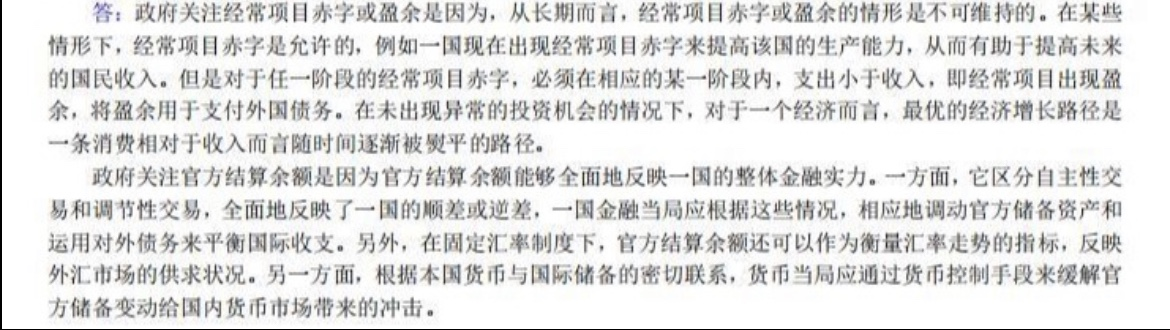 答：政府关注经常项目赤字或盈余是因为，从长期而言，经常项目赤字或盈余的情形是不可维持的。在某些
情形下，经常项目赤字是允许的，例如一国现在出现经常项目赤字来提高该国的生产能力，从而有助于提高未来
的国民收入。但是对于任一阶段的经常项目赤字，必须在相应的某一阶段内，支出小于收入，即经常项目出现盈
余，将盈余用于支付外国债务。在未出现异常的投资机会的情况下，对于一个经济而言，最优的经济增长路径是
一条消费相对于收入而言随时间逐渐被熨平的路径。
政府关注官方结算余额是因为官方结算余额能够全面地反映一国的整体金融实力。一方面，它区分自主性交
易和调节性交易，全面地反映了一国的顺差或逆差，一国金融当局应根据这些情况，相应地调动官方储备资产和
运用对外债务来平衡国际收支。另外，在固定汇率制度下，官方结算余额还可以作为衡量汇率走势的指标，反映
外汇市场的供求状况。另一方面，根据本国货币与国际储备的密切联系，货币当局应通过货币控制手段来缓解官
方储备变动给国内货币市场带来的冲击。